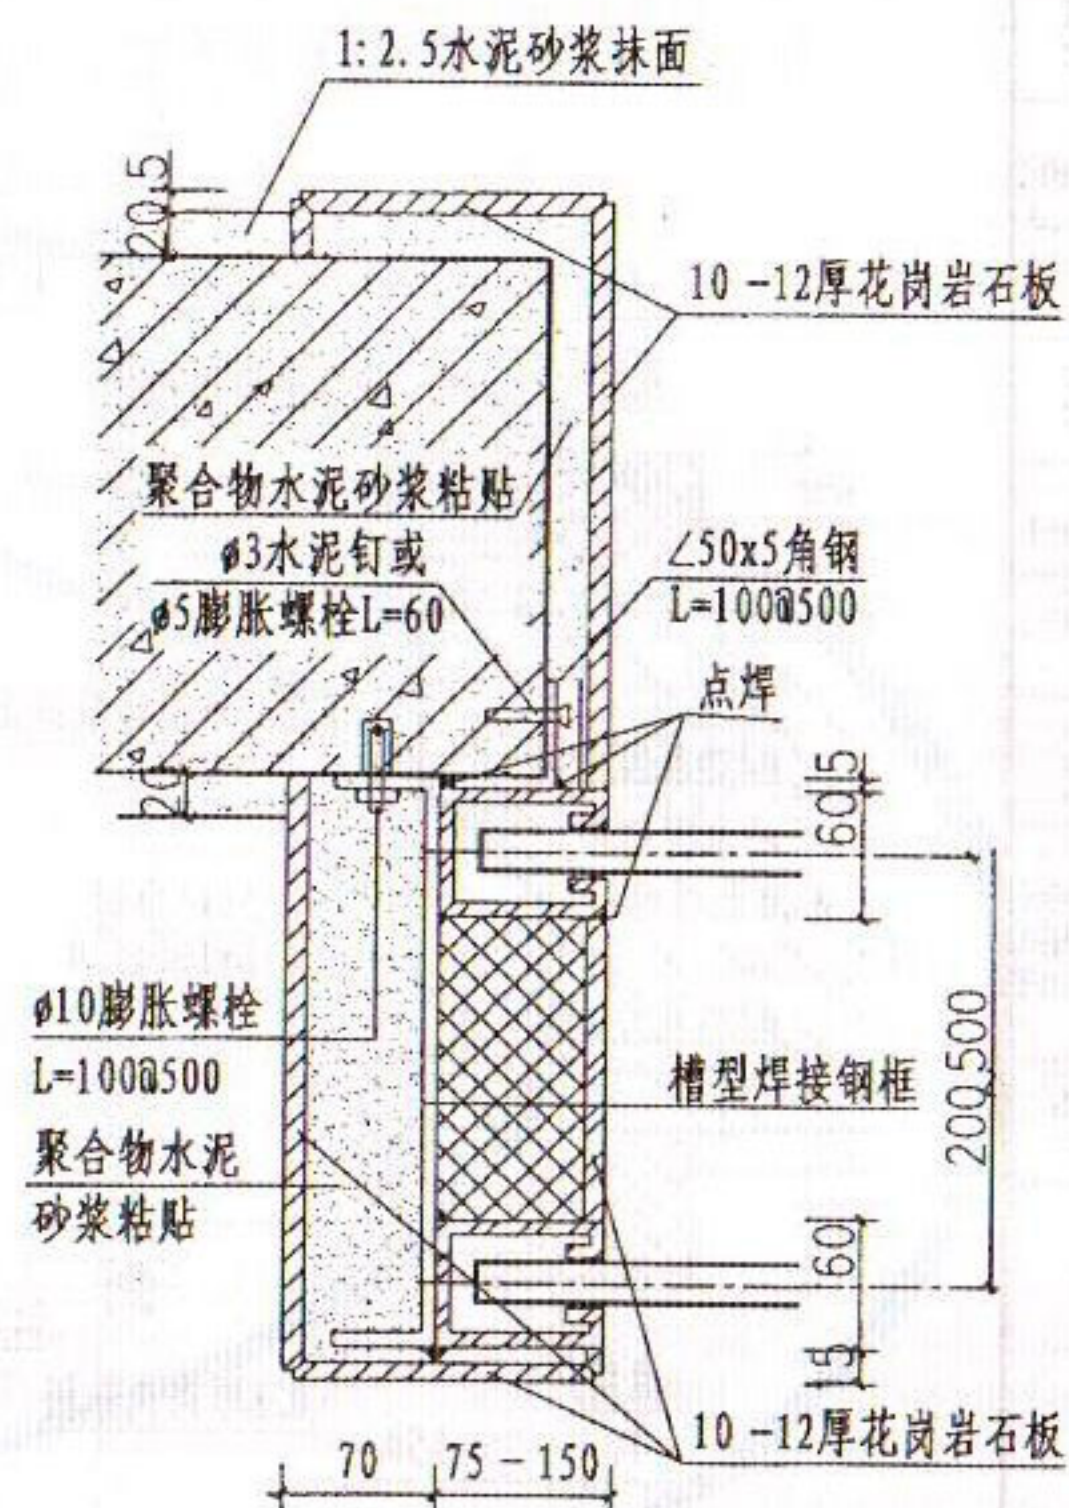 1:2.5水泥砂浆抹面
5
20
10-12厚花岗岩石板
聚合物水泥砂浆粘贴
ø3水泥钉或
ø5膨胀螺栓L=60
∠50x5角钢
L=100@500
点焊
15
60
20
ø10膨胀螺栓
L=100@500
槽型焊接钢框
200,500
聚合物水泥
砂浆粘贴
60
15
10-12厚花岗岩石板
70
75-150